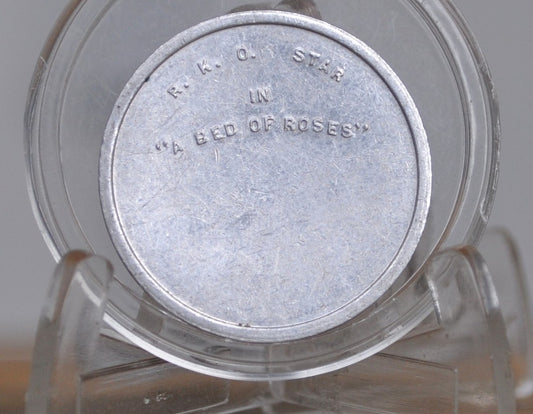 R. K. O. STAR
IN
"A BED OF ROSES"